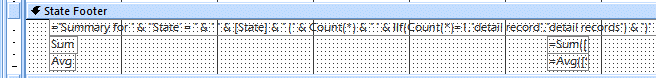 State Footer
="Summary for " & "'State' = " & " " & [State] & " (" & Count(*) & " " & IIf(Count(*)=1,"detail record","detail records") & ")"
Sum =Sum([
Avg =Avg([